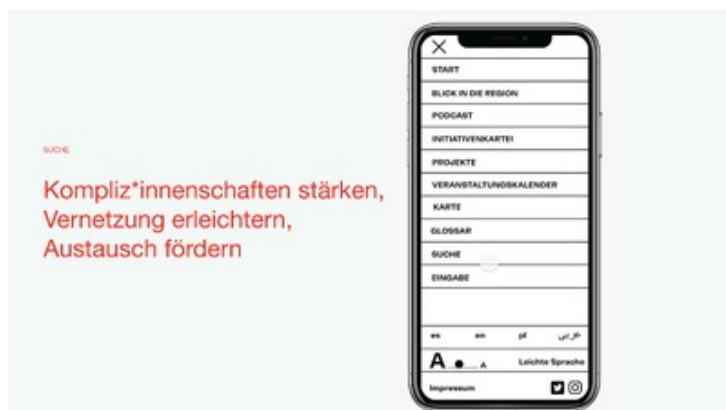 SUCHE
Kompliz*innenschaften stärken,
Vernetzung erleichtern,
Austausch fördern
START
BLICK IN DIE REGION
PODCAST
INITIATIVENKARTEI
PROJEKTE
VERANSTALTUNGSKALENDER
KARTE
GLOSSAR
SUCHE
EINGABE
es en pl عربي
A A Leichte Sprache
Impressum